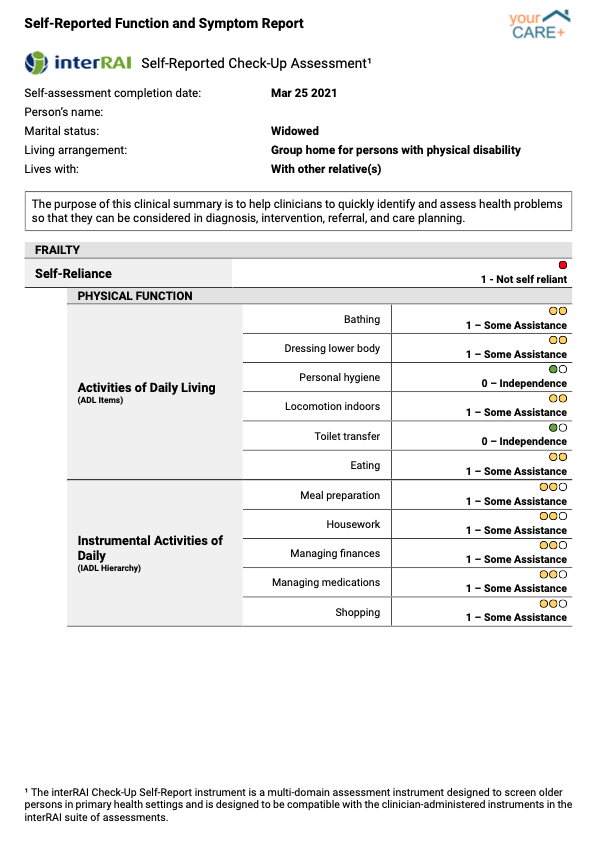 Self-Reported Function and Symptom Report
your
CARE+
interRAI Self-Reported Check-Up Assessment¹
Self-assessment completion date: Mar 25 2021
Person's name:
Marital status: Widowed
Living arrangement: Group home for persons with physical disability
Lives with: With other relative(s)
The purpose of this clinical summary is to help clinicians to quickly identify and assess health problems
so that they can be considered in diagnosis, intervention, referral, and care planning.
FRAILTY
Self-Reliance
1 - Not self reliant
PHYSICAL FUNCTION
Activities of Daily Living
(ADL Items)
Bathing
1 – Some Assistance
Dressing lower body
1 – Some Assistance
Personal hygiene
0 – Independence
Locomotion indoors
1 – Some Assistance
Toilet transfer
0 – Independence
Eating
1 – Some Assistance
Instrumental Activities of
Daily
(IADL Hierarchy)
Meal preparation
1 – Some Assistance
Housework
1 – Some Assistance
Managing finances
1 – Some Assistance
Managing medications
1 – Some Assistance
Shopping
1 – Some Assistance
¹ The interRAI Check-Up Self-Report instrument is a multi-domain assessment instrument designed to screen older
persons in primary health settings and is designed to be compatible with the clinician-administered instruments in the
interRAI suite of assessments.